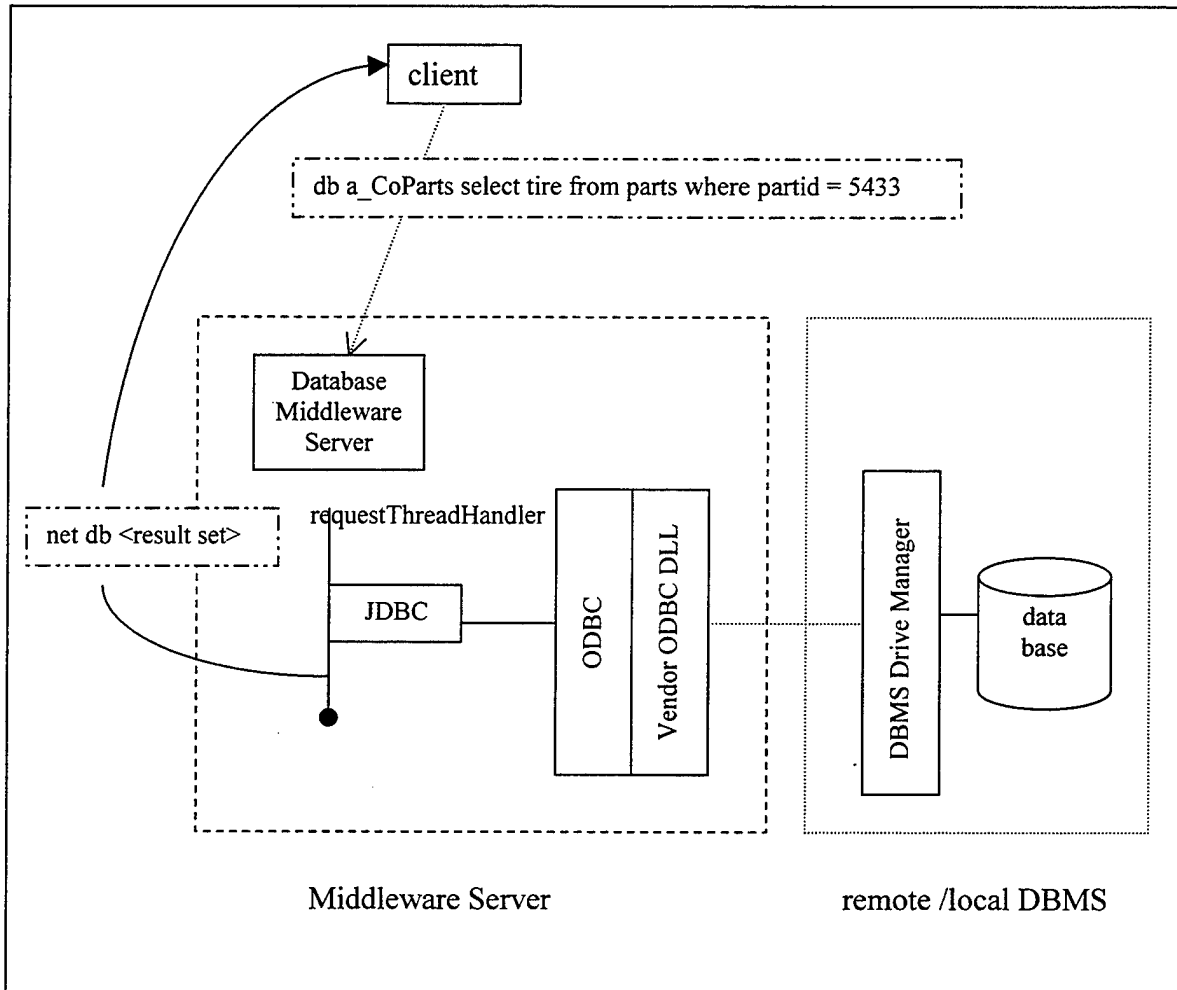 client
db a_CoParts select tire from parts where partid = 5433
Database
Middleware
Server
net db <result set>
requestThreadHandler
JDBC
ODBC
Vendor ODBC DLL
DBMS Drive Manager
data
base
Middleware Server
remote /local DBMS